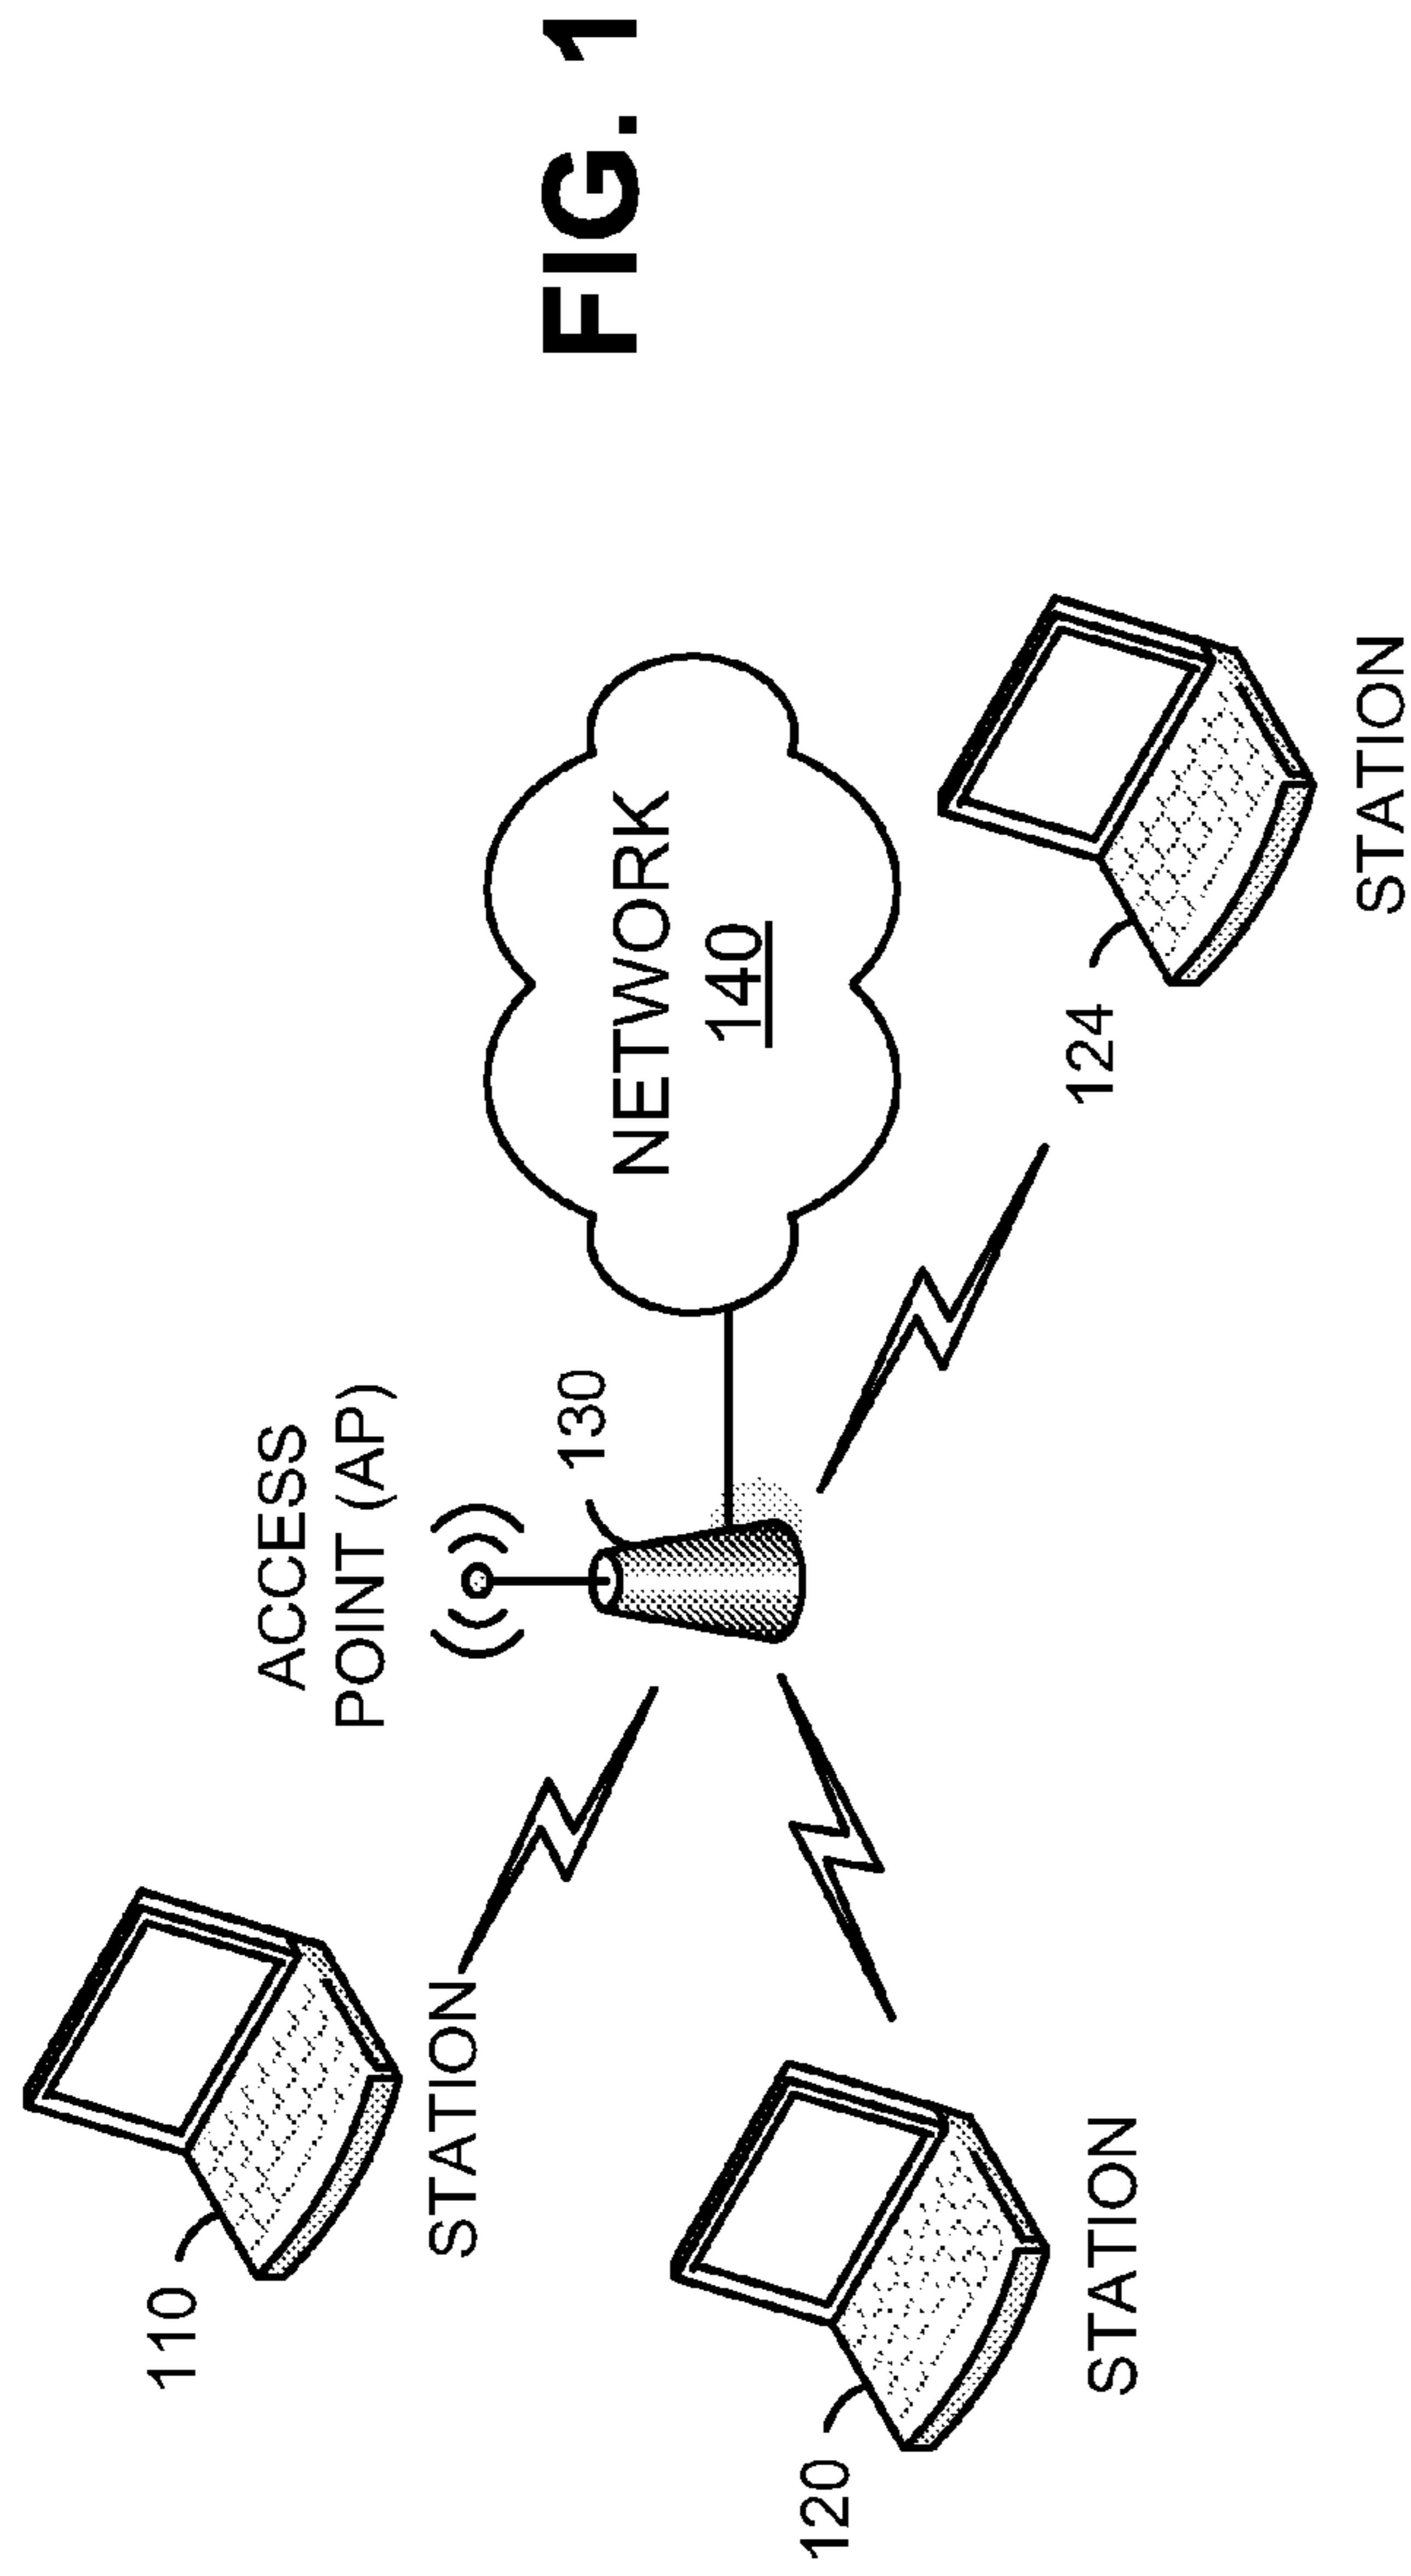 ACCESS
POINT (AP)
110
STATION
130
NETWORK
140
120
STATION
124
STATION
FIG. 1